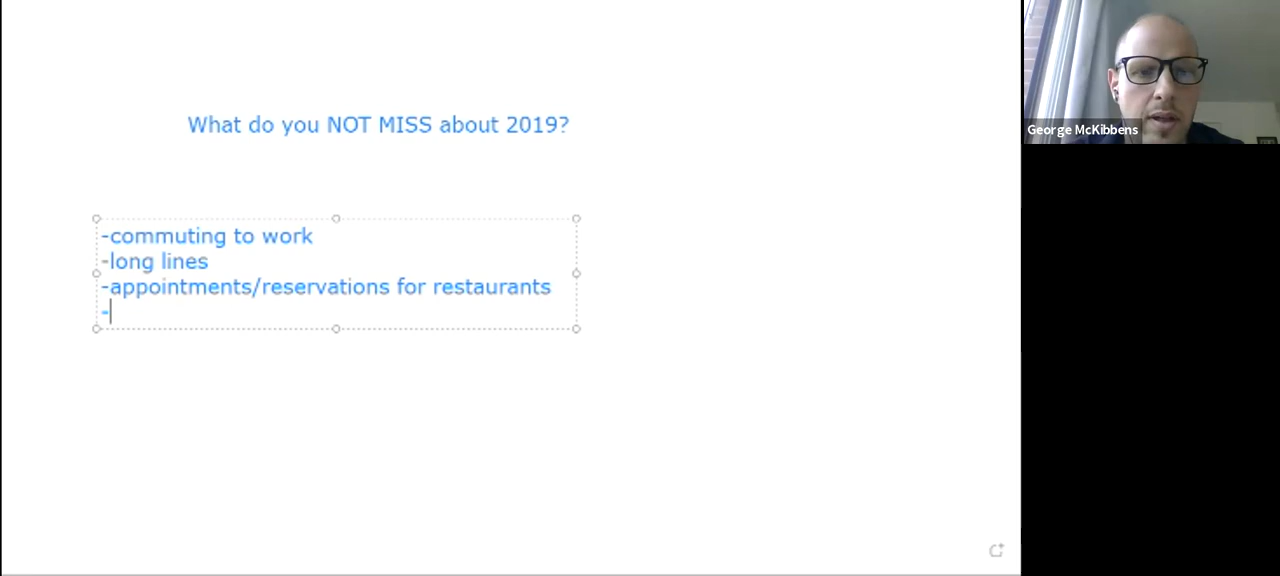 What do you NOT MISS about 2019?
-commuting to work
-long lines
-appointments/reservations for restaurants
-
George McKibbens